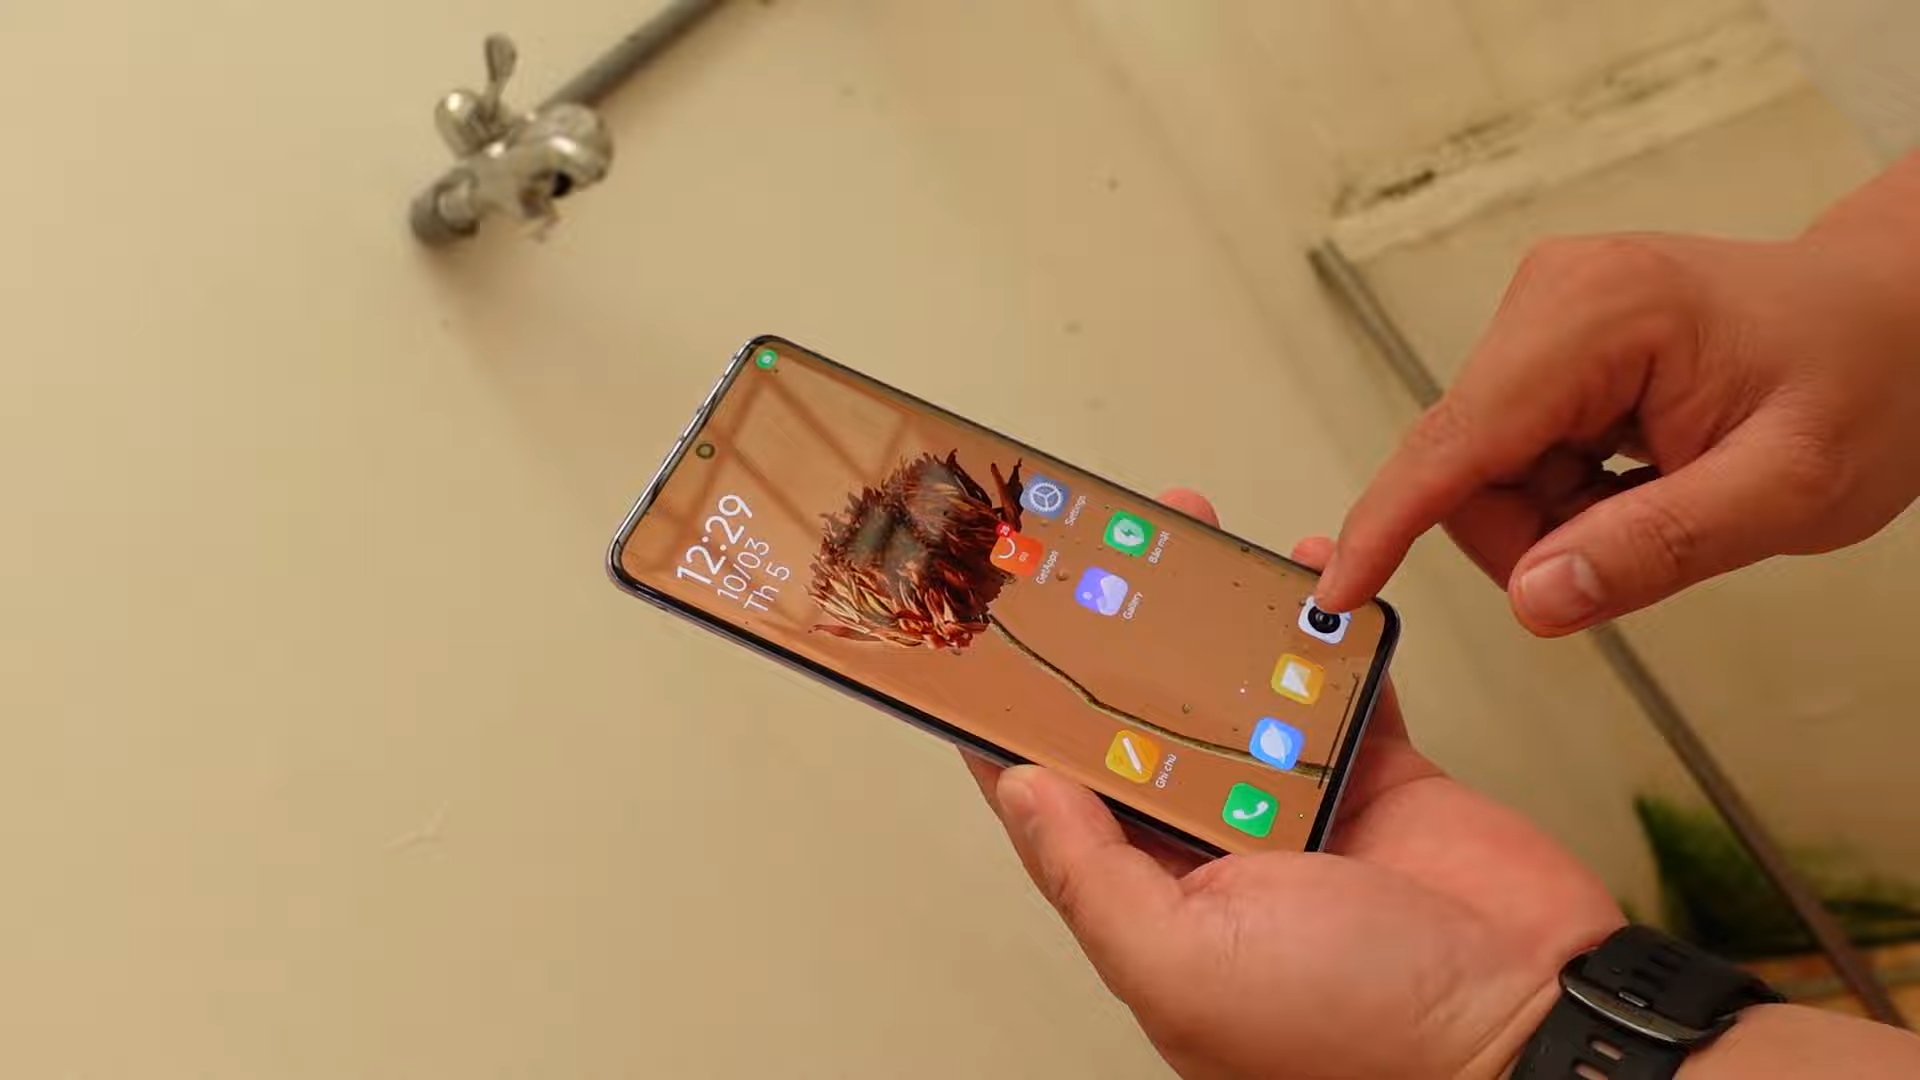 12:29
10/03
Th 5
Settings
Bảo mật
GetApps
Gallery
Ghi chú